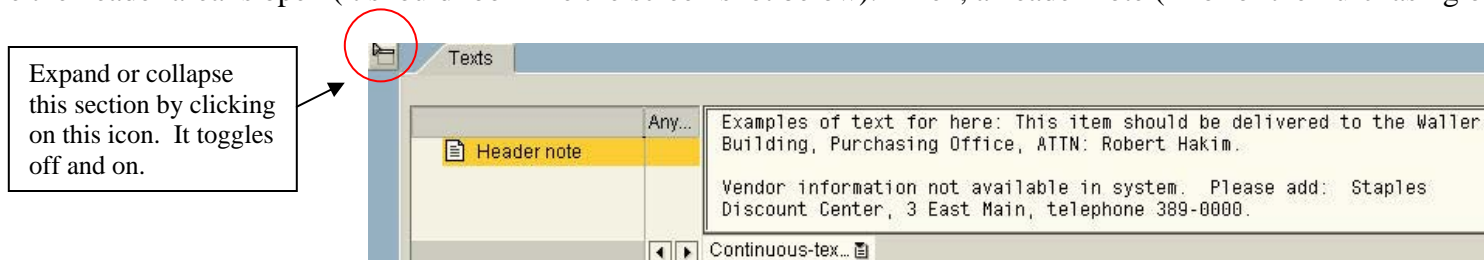 Expand or collapse
this section by clicking
on this icon.  It toggles
off and on.
Texts
Any...
Header note
Examples of text for here: This item should be delivered to the Waller
Building, Purchasing Office, ATTN: Robert Hakim.
Vendor information not available in system.  Please add:  Staples
Discount Center, 3 East Main, telephone 389-0000.
Continuous-tex...